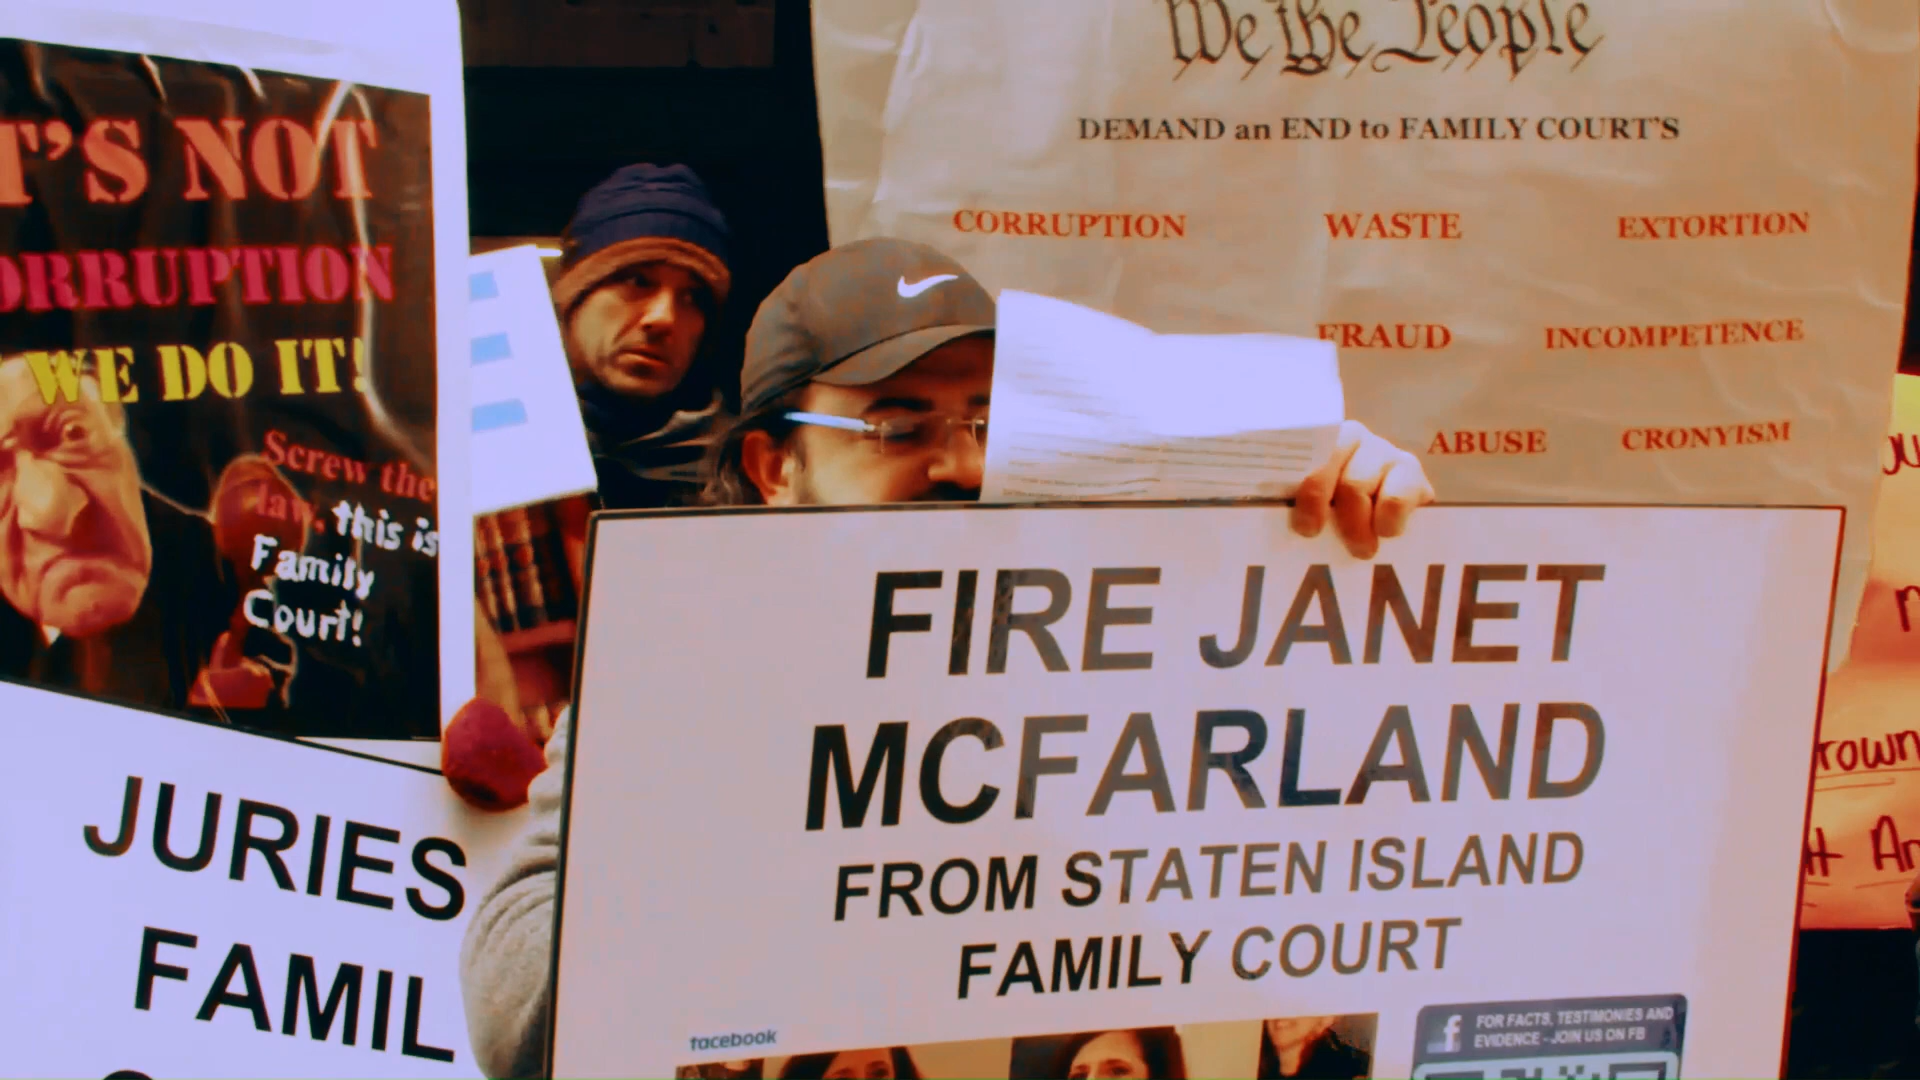 T'S NOT
ORRUPTION
WE DO IT!
Screw the
law, this is
Family
Court!
JURIES
FAMIL
We the People
DEMAND an END to FAMILY COURT'S
CORRUPTION WASTE EXTORTION
FRAUD INCOMPETENCE
ABUSE CRONYISM
FIRE JANET
MCFARLAND
FROM STATEN ISLAND
FAMILY COURT
facebook
f FOR FACTS, TESTIMONIES AND
EVIDENCE - JOIN US ON FB
rown